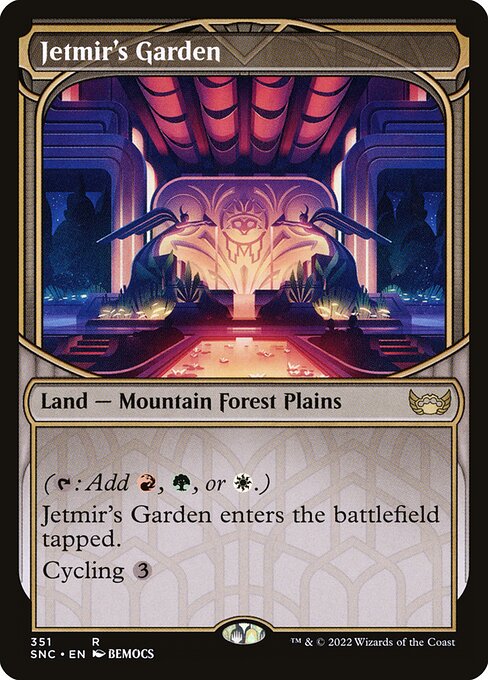 Jetmir's Garden
Land — Mountain Forest Plains
(: Add , , or .)
Jetmir's Garden enters the battlefield
tapped.
Cycling 3
351 R
SNC • EN BEMOCS
™ & © 2022 Wizards of the Coast